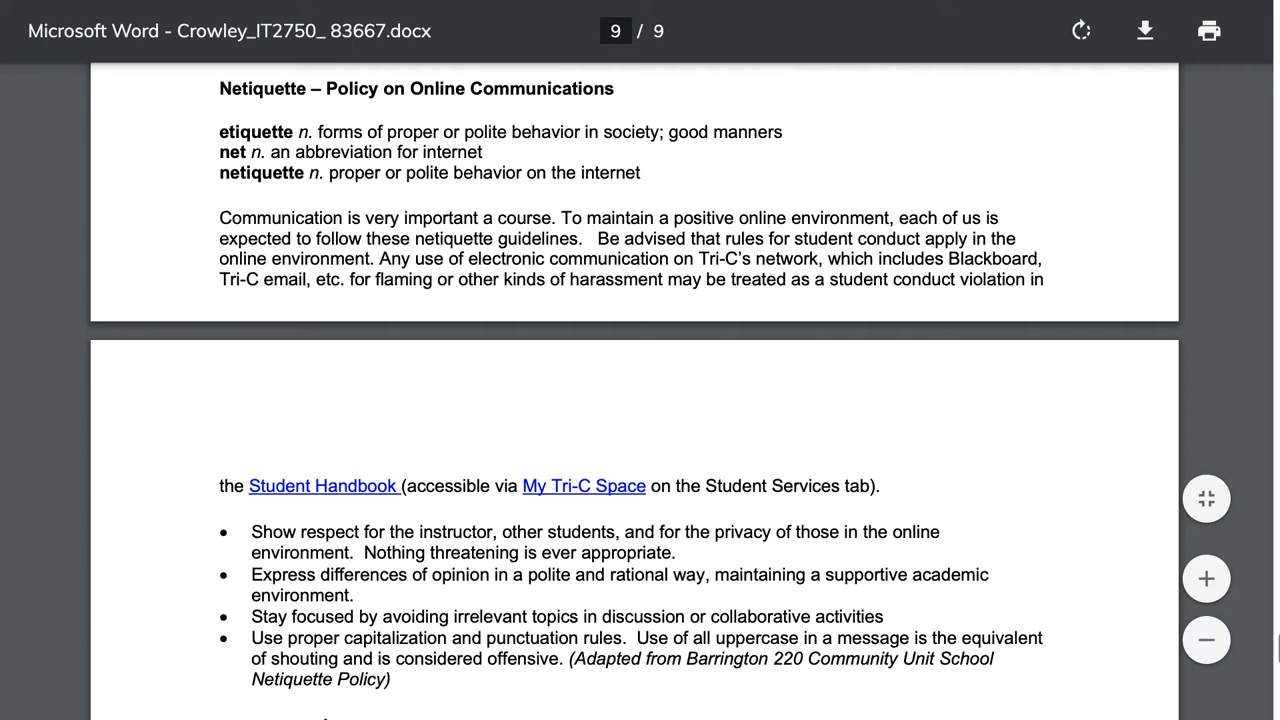 Microsoft Word - Crowley_IT2750_ 83667.docx
9 / 9
Netiquette – Policy on Online Communications
etiquette n. forms of proper or polite behavior in society; good manners
net n. an abbreviation for internet
netiquette n. proper or polite behavior on the internet
Communication is very important a course. To maintain a positive online environment, each of us is
expected to follow these netiquette guidelines.   Be advised that rules for student conduct apply in the
online environment. Any use of electronic communication on Tri-C’s network, which includes Blackboard,
Tri-C email, etc. for flaming or other kinds of harassment may be treated as a student conduct violation in
the Student Handbook (accessible via My Tri-C Space on the Student Services tab).
• Show respect for the instructor, other students, and for the privacy of those in the online
environment.  Nothing threatening is ever appropriate.
• Express differences of opinion in a polite and rational way, maintaining a supportive academic
environment.
• Stay focused by avoiding irrelevant topics in discussion or collaborative activities
• Use proper capitalization and punctuation rules.  Use of all uppercase in a message is the equivalent
of shouting and is considered offensive. (Adapted from Barrington 220 Community Unit School
Netiquette Policy)